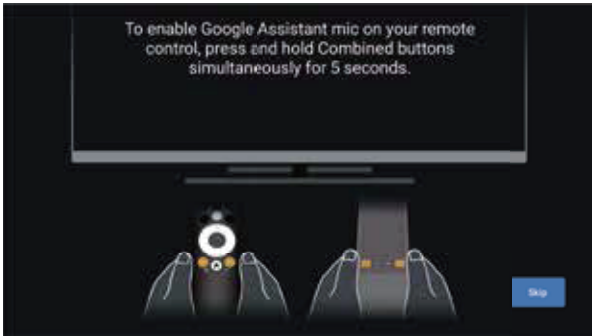 To enable Google Assistant mic on your remote
control, press and hold Combined buttons
simultaneously for 5 seconds.
Skip